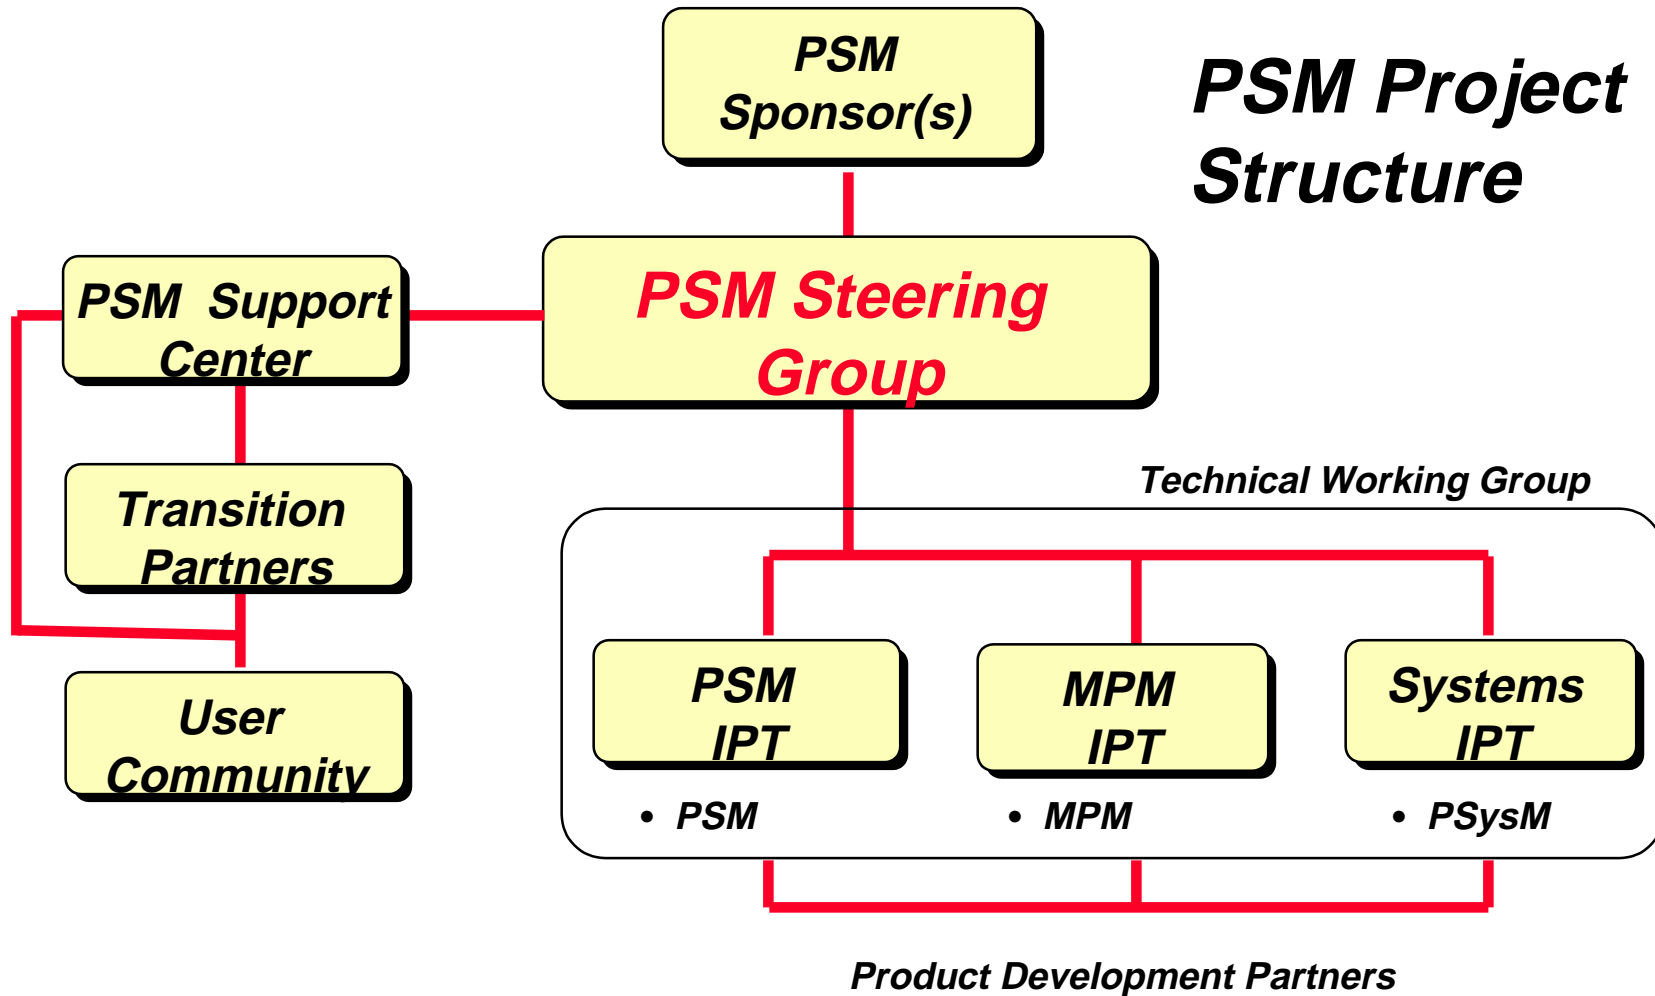 PSM
Sponsor(s)
PSM Project
Structure
PSM Support
Center
PSM Steering
Group
Transition
Partners
User
Community
Technical Working Group
PSM
IPT
• PSM
MPM
IPT
• MPM
Systems
IPT
• PSysM
Product Development Partners